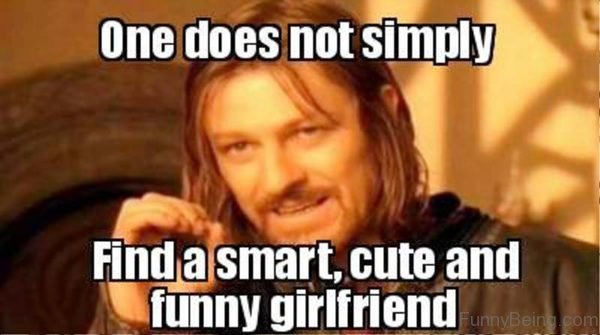 One does not simply
Find a smart, cute and
funny girlfriend
FunnyBeing.com